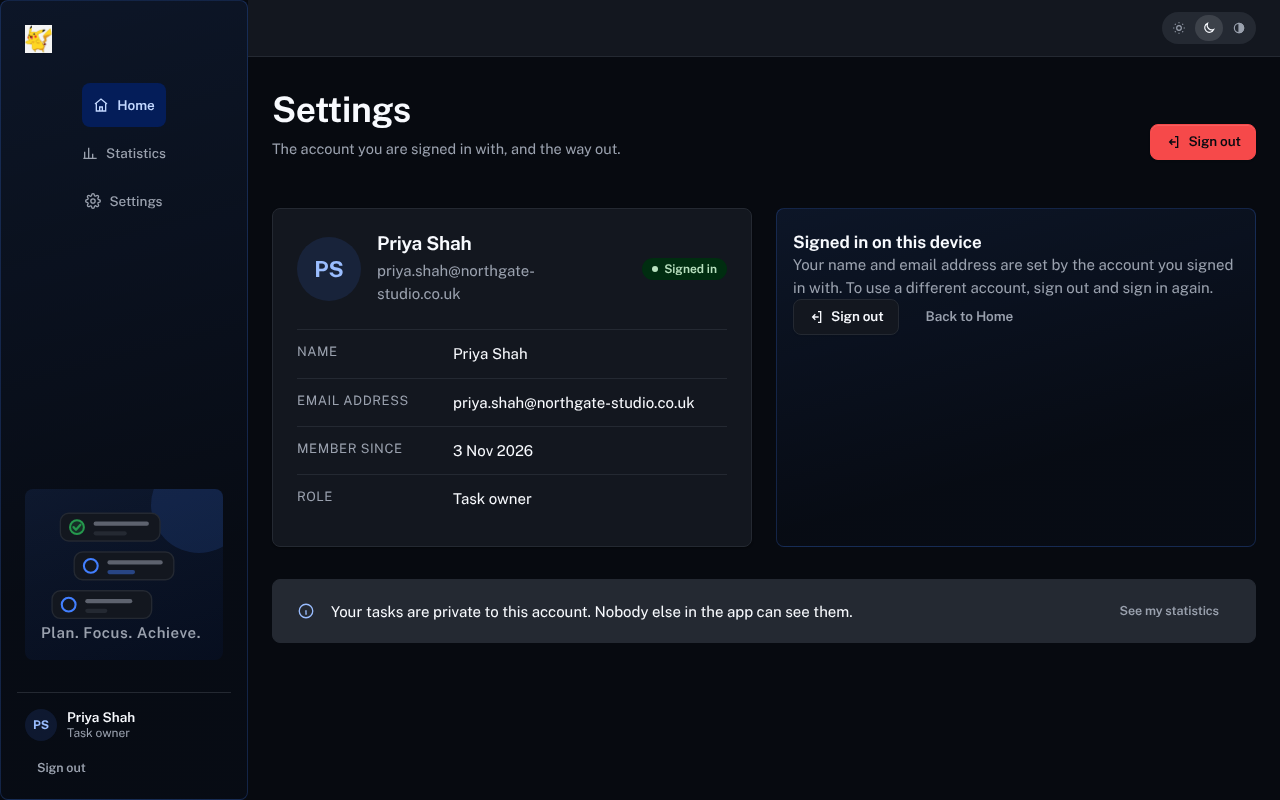 Home
Statistics
Settings
Plan. Focus. Achieve.
PS
Priya Shah
Task owner
Sign out
Settings
The account you are signed in with, and the way out.
Sign out
PS
Priya Shah
priya.shah@northgate-
studio.co.uk
Signed in
NAME
Priya Shah
EMAIL ADDRESS
priya.shah@northgate-studio.co.uk
MEMBER SINCE
3 Nov 2026
ROLE
Task owner
Signed in on this device
Your name and email address are set by the account you signed
in with. To use a different account, sign out and sign in again.
Sign out
Back to Home
Your tasks are private to this account. Nobody else in the app can see them.
See my statistics